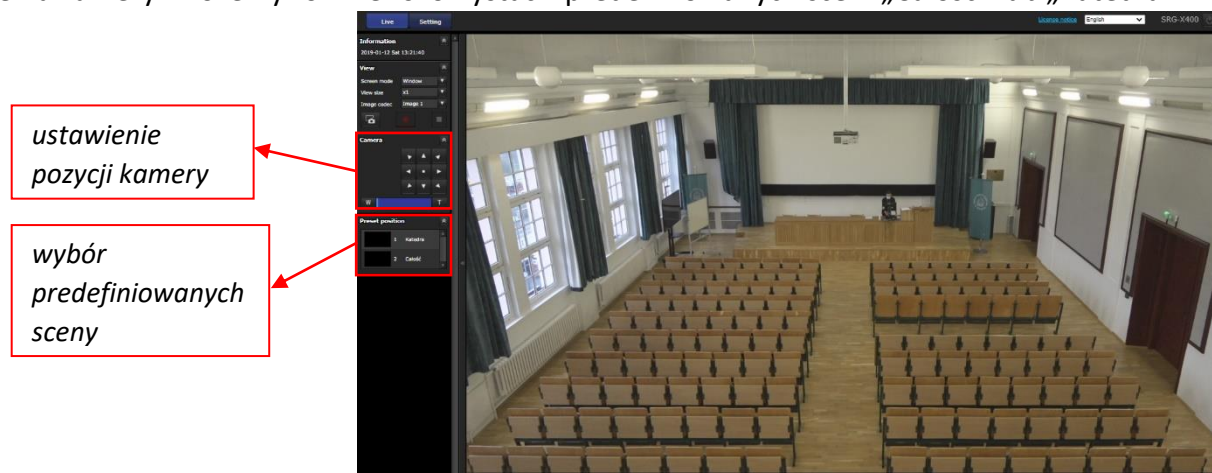 Live Setting License notice English SRG-X400
Information
2019-01-12 Sat 13:21:40
View
Screen mode Window
View size x1
Image codec Image 1
ustawienie
pozycji kamery
Camera
W T
Preset position
1 Katedra
2 Całość
wybór
predefiniowanych
sceny